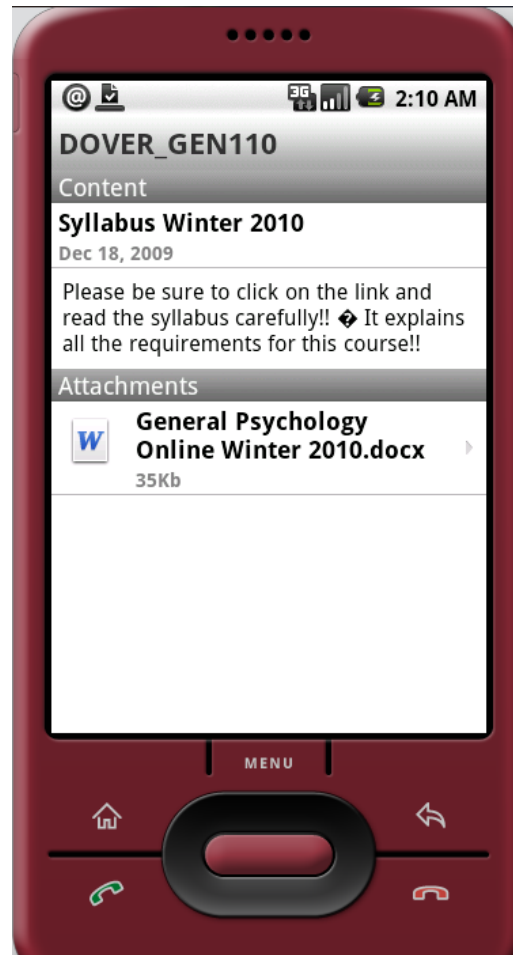 3G 2:10 AM
DOVER_GEN110
Content
Syllabus Winter 2010
Dec 18, 2009
Please be sure to click on the link and
read the syllabus carefully!! � It explains
all the requirements for this course!!
Attachments
W
General Psychology
Online Winter 2010.docx
35Kb
MENU